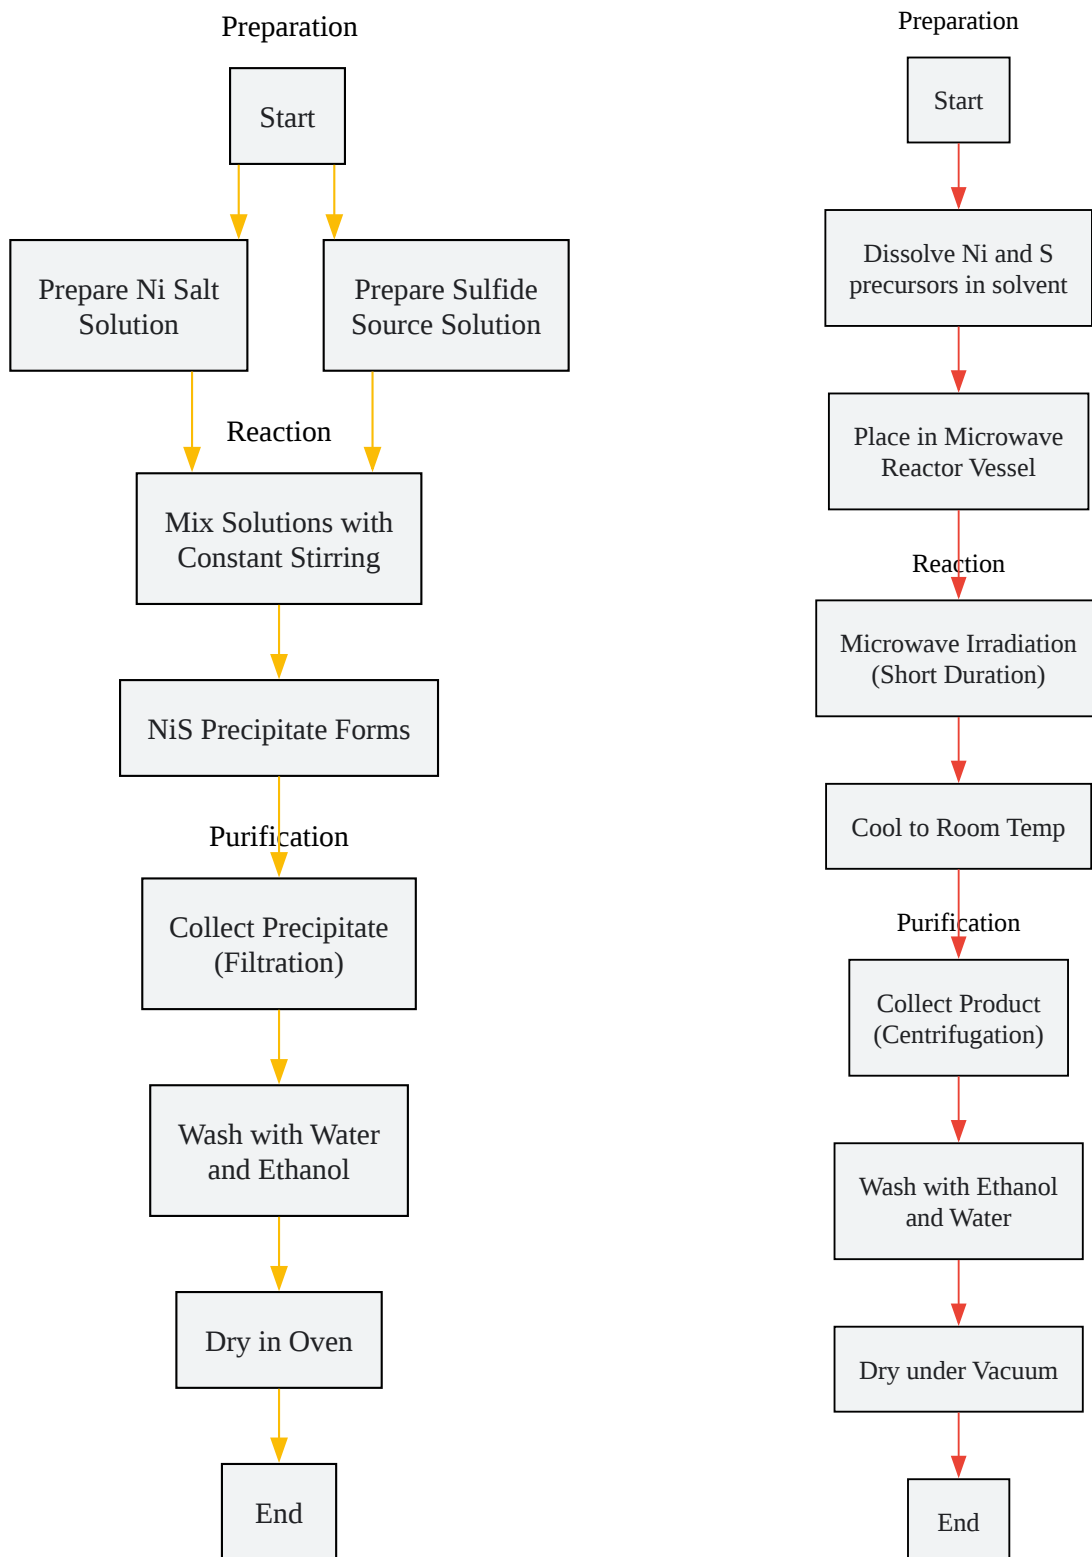 Preparation
Start
Prepare Ni Salt
Solution
Prepare Sulfide
Source Solution
Reaction
Mix Solutions with
Constant Stirring
NiS Precipitate Forms
Purification
Collect Precipitate
(Filtration)
Wash with Water
and Ethanol
Dry in Oven
End
Preparation
Start
Dissolve Ni and S
precursors in solvent
Place in Microwave
Reactor Vessel
Reaction
Microwave Irradiation
(Short Duration)
Cool to Room Temp
Purification
Collect Product
(Centrifugation)
Wash with Ethanol
and Water
Dry under Vacuum
End